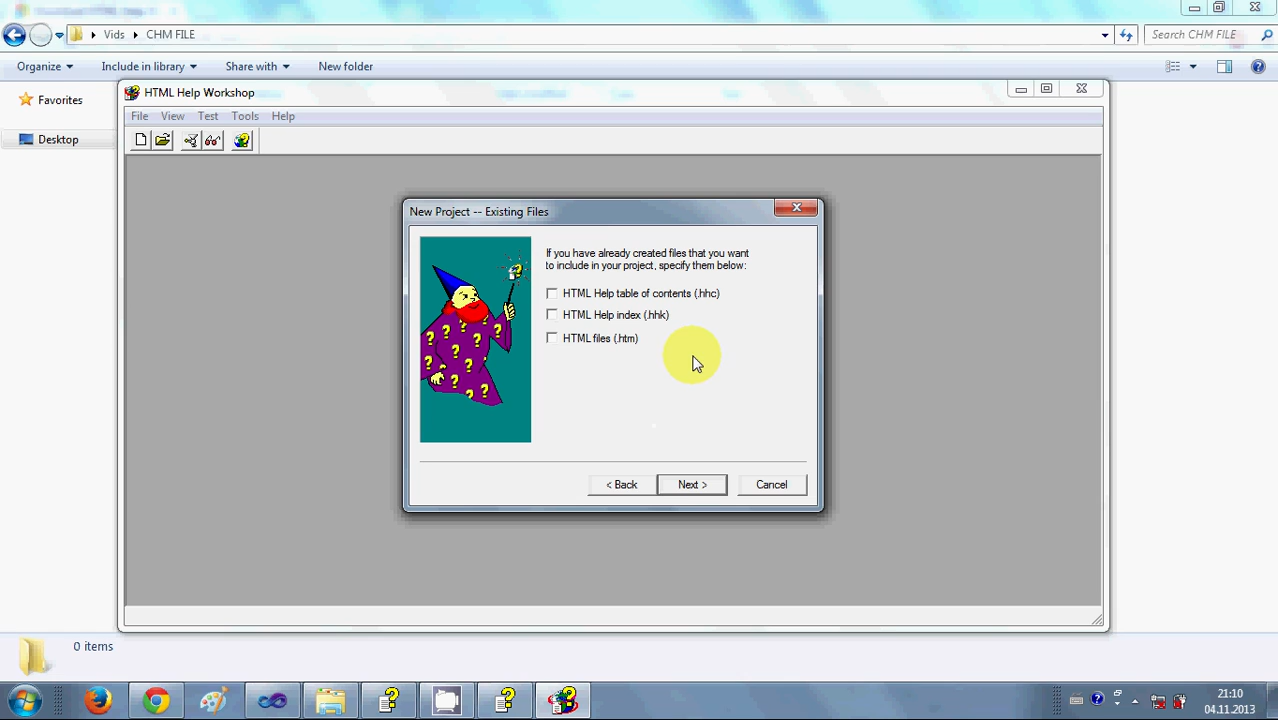 Vids
CHM FILE
Search CHM FILE
Organize
Include in library
Share with
New folder
Favorites
Desktop
HTML Help Workshop
File View Test Tools Help
New Project -- Existing Files
If you have already created files that you want
to include in your project, specify them below:
HTML Help table of contents (.hhc)
HTML Help index (.hhk)
HTML files (.htm)
< Back
Next >
Cancel
0 items
21:10
04.11.2013